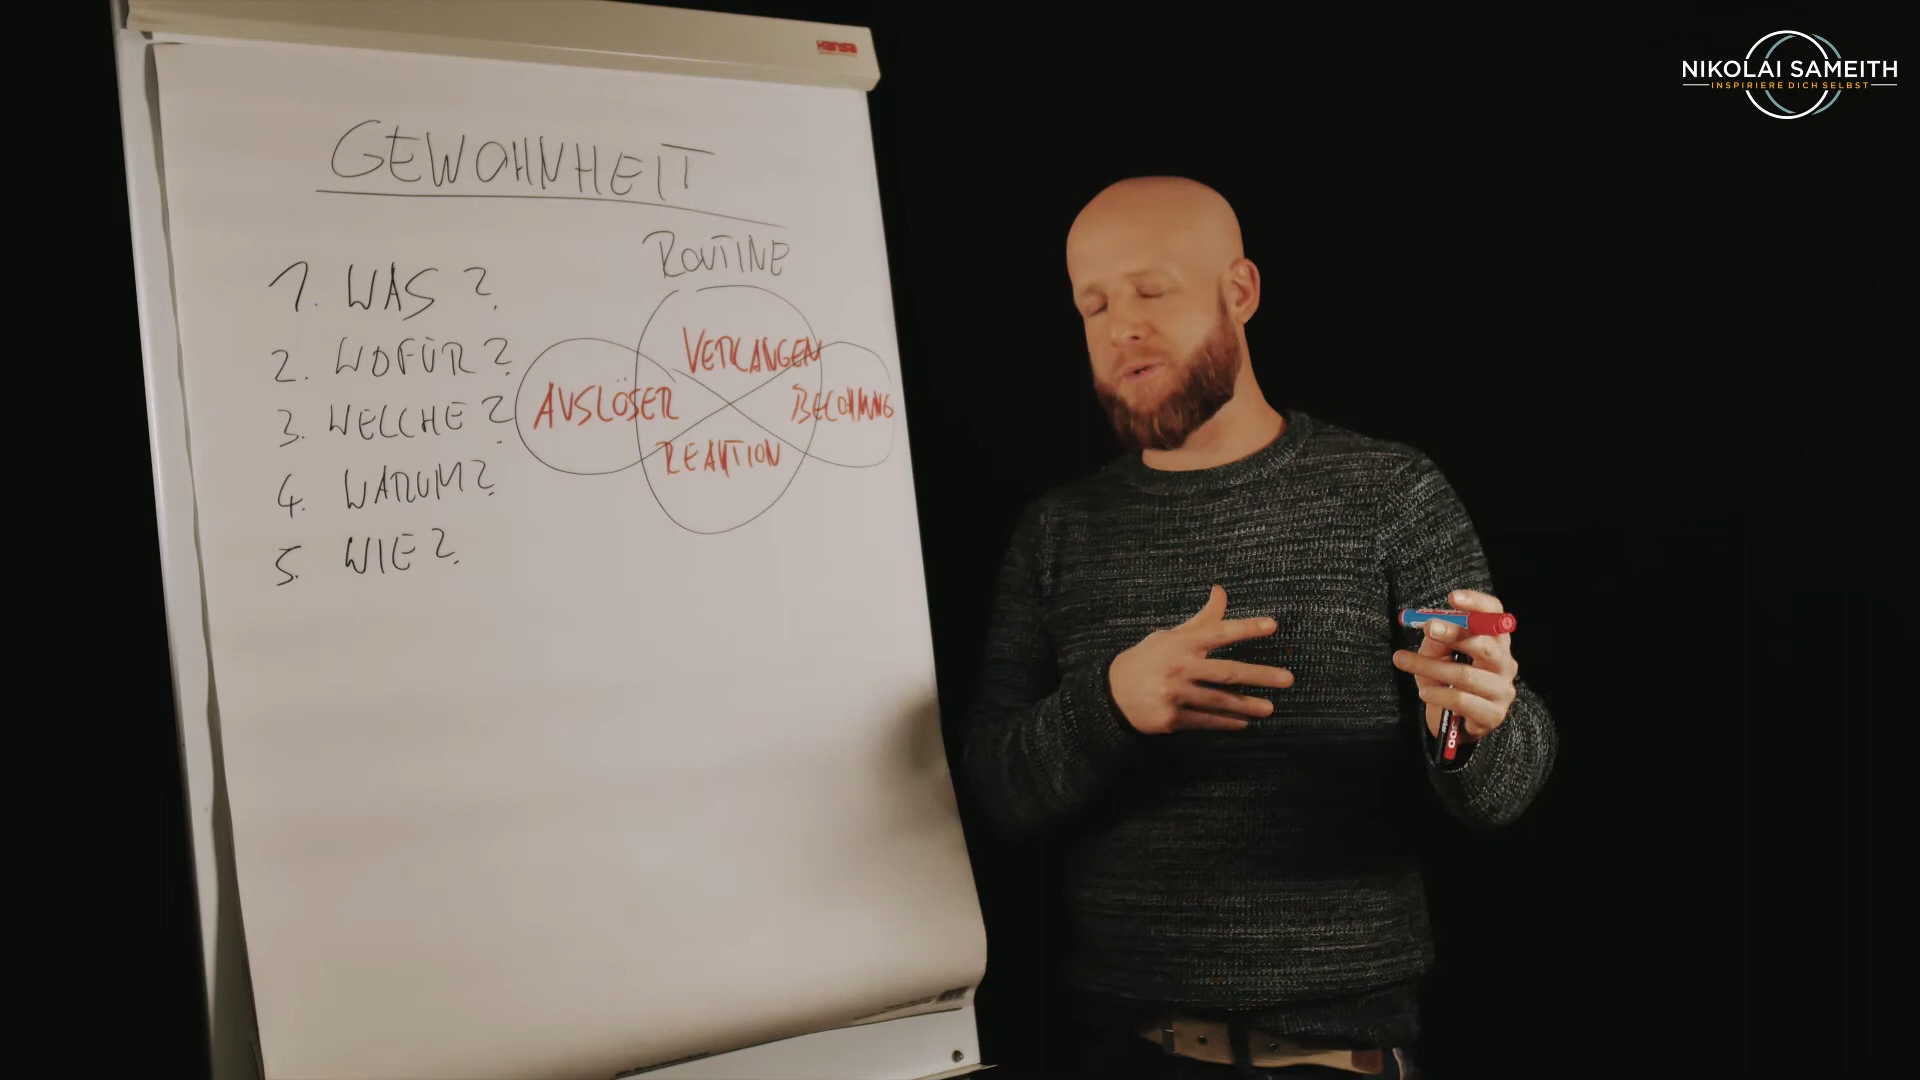 Hansa
NIKOLAI SAMEITH
INSPIRIERE DICH SELBST
GEWOHNHEIT
ROUTINE
1. WAS?
2. WOFÜR?
3. WELCHE?
4. WARUM?
5. WIE?
VERLANGEN
AUSLÖSER
BELOHNUNG
REAKTION